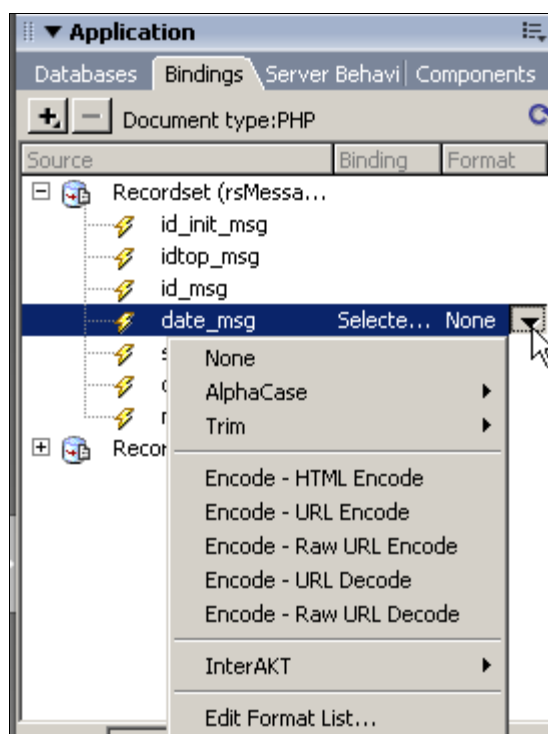 Application
Databases Bindings Server Behavi Components
Document type:PHP
Source Binding Format
Recordset (rsMessa...
id_init_msg
idtop_msg
id_msg
date_msg Selecte... None
None
AlphaCase
Trim
Encode - HTML Encode
Encode - URL Encode
Encode - Raw URL Encode
Encode - URL Decode
Encode - Raw URL Decode
InterAKT
Edit Format List...